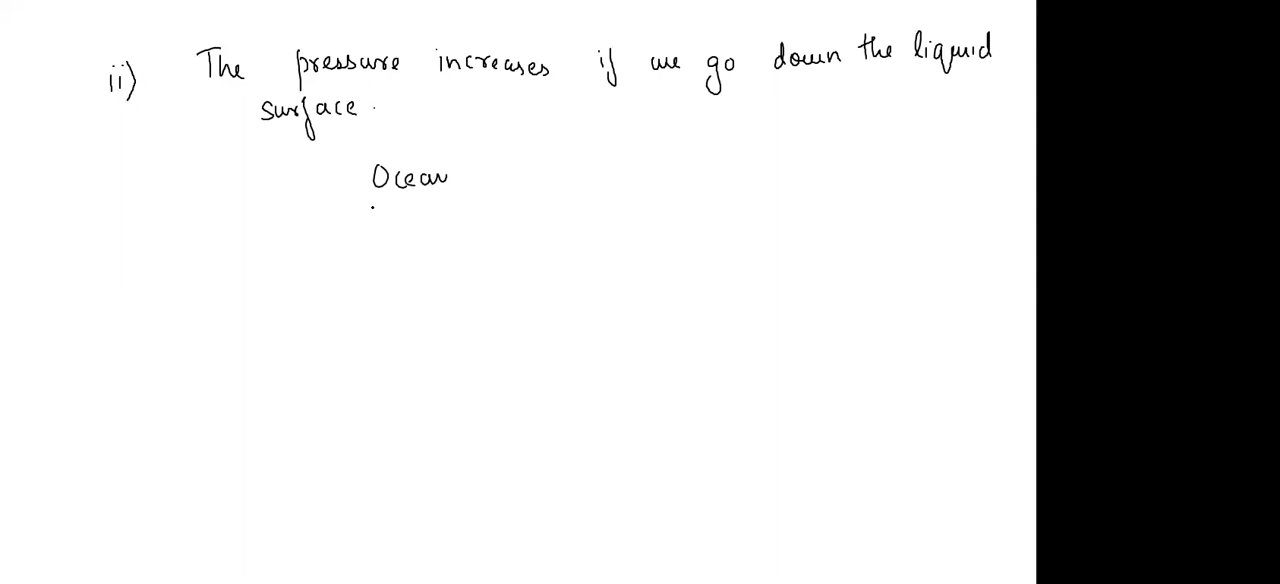 ii) The pressure increases if we go down the liquid
surface.
Ocean